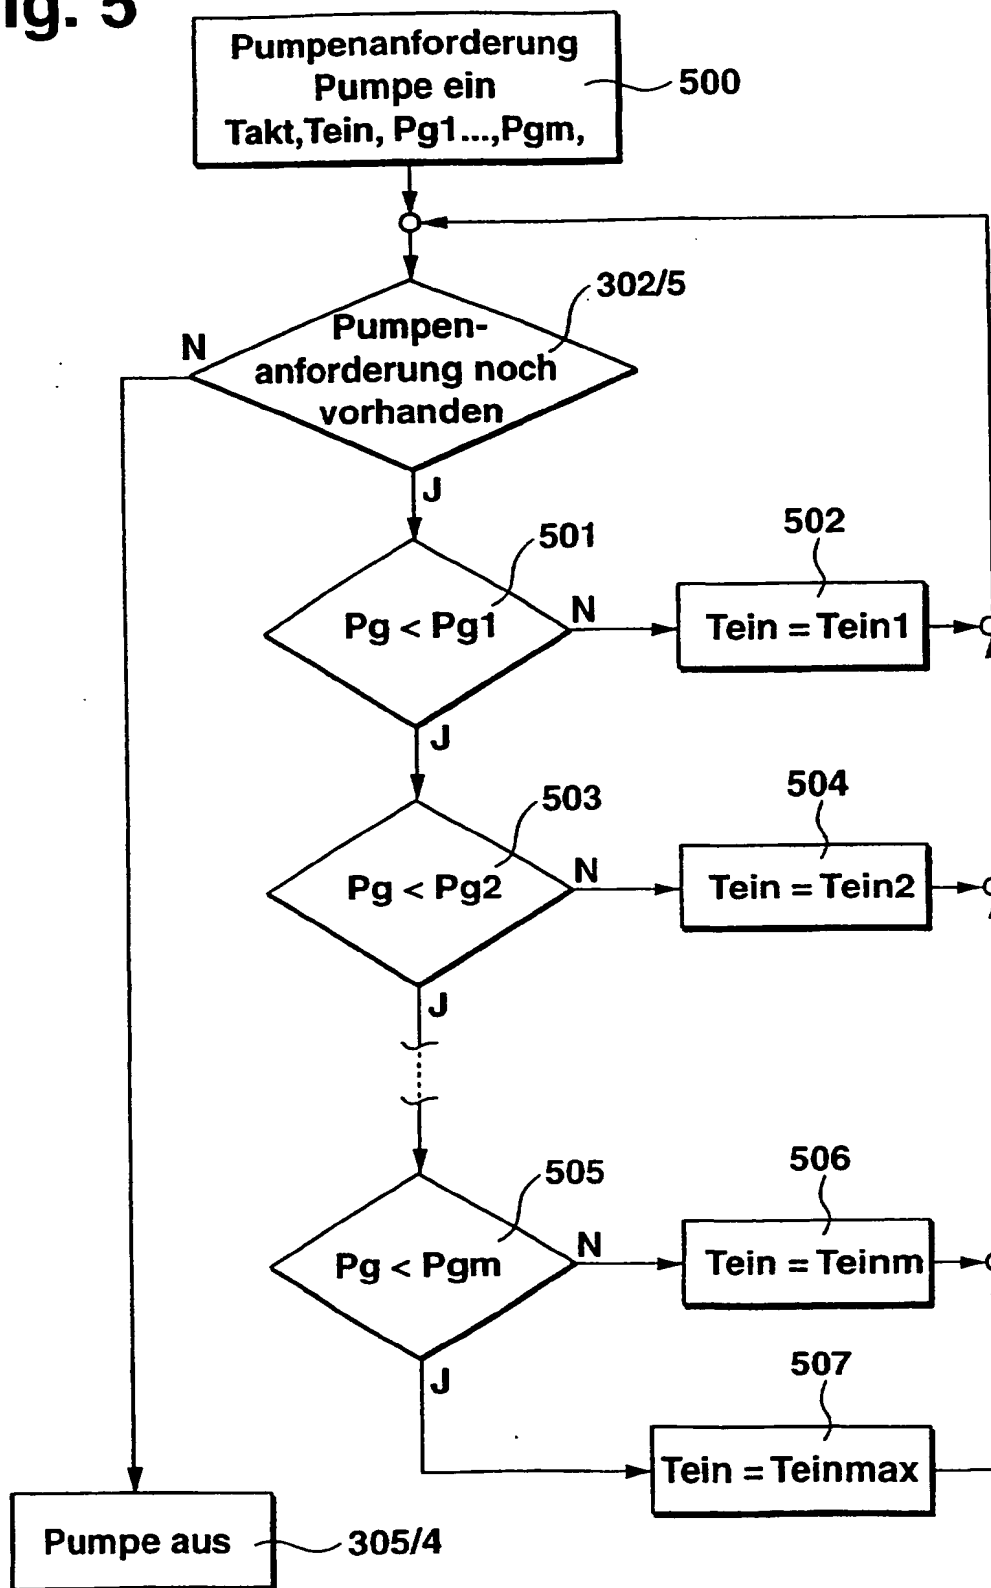 ig. 5
Pumpenanforderung
Pumpe ein
Takt,Tein, Pg1...,Pgm,
500
302/5
N
Pumpen-
anforderung noch
vorhanden
J
501
502
Pg < Pg1
N
Tein = Tein1
J
503
504
Pg < Pg2
N
Tein = Tein2
J
505
506
Pg < Pgm
N
Tein = Teinm
J
507
Tein = Teinmax
Pumpe aus
305/4